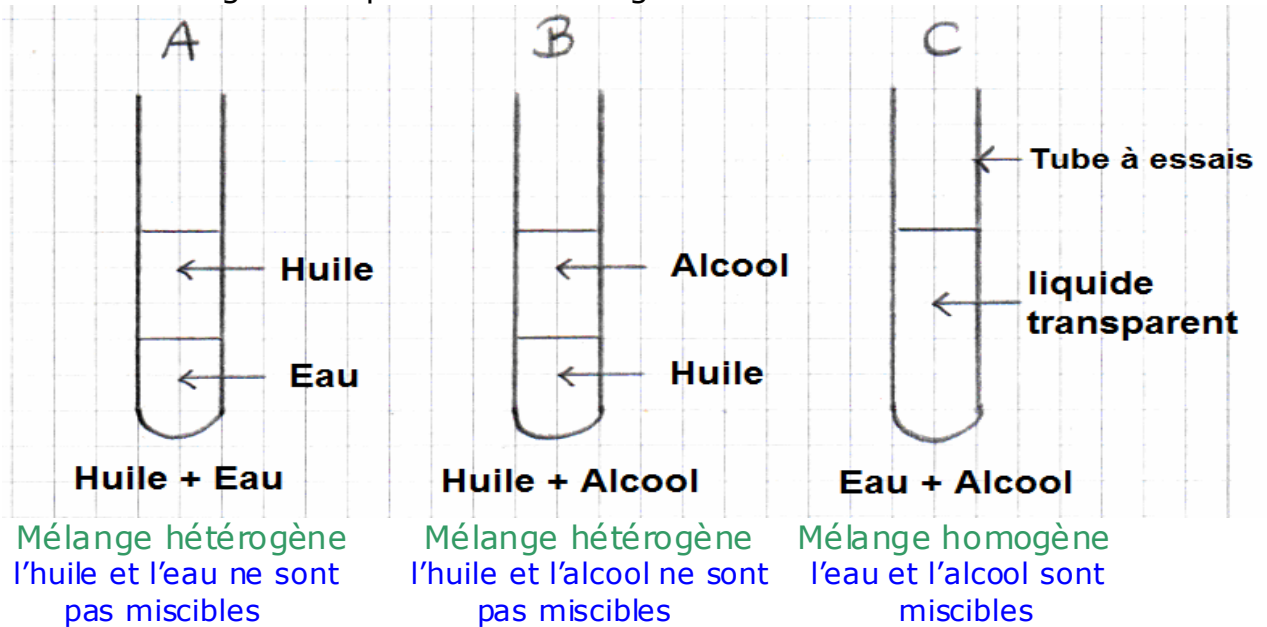 A
B
C
Tube à essais
Huile
Alcool
liquide
transparent
Eau
Huile
Huile + Eau
Huile + Alcool
Eau + Alcool
Mélange hétérogène
l'huile et l'eau ne sont
pas miscibles
Mélange hétérogène
l'huile et l'alcool ne sont
pas miscibles
Mélange homogène
l'eau et l'alcool sont
miscibles